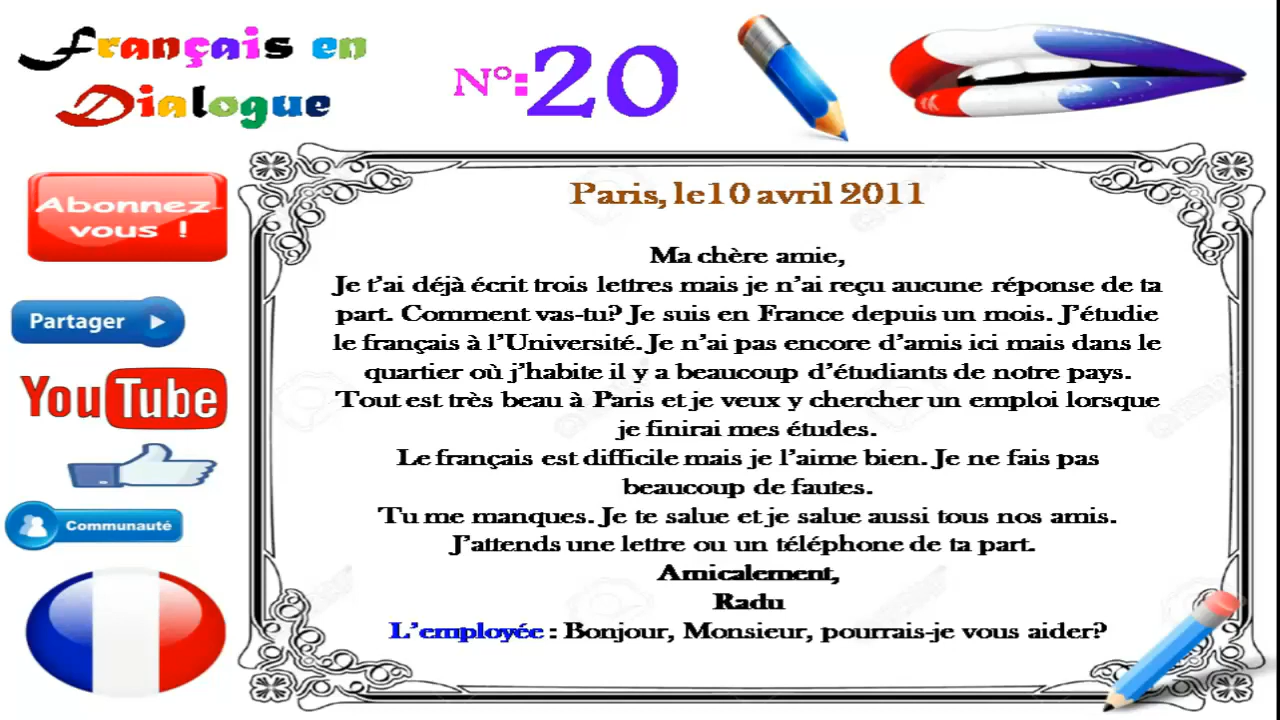 Français en
Dialogue
N°:20
Abonnez-
vous !
Partager
YouTube
Communauté
Paris, le10 avril 2011
Ma chère amie,
Je t'ai déjà écrit trois lettres mais je n'ai reçu aucune réponse de ta
part. Comment vas-tu? Je suis en France depuis un mois. J'étudie
le français à l'Université. Je n'ai pas encore d'amis ici mais dans le
quartier où j'habite il y a beaucoup d'étudiants de notre pays.
Tout est très beau à Paris et je veux y chercher un emploi lorsque
je finirai mes études.
Le français est difficile mais je l'aime bien. Je ne fais pas
beaucoup de fautes.
Tu me manques. Je te salue et je salue aussi tous nos amis.
J'attends une lettre ou un téléphone de ta part.
Amicalement,
Radu
L'employée : Bonjour, Monsieur, pourrais-je vous aider?